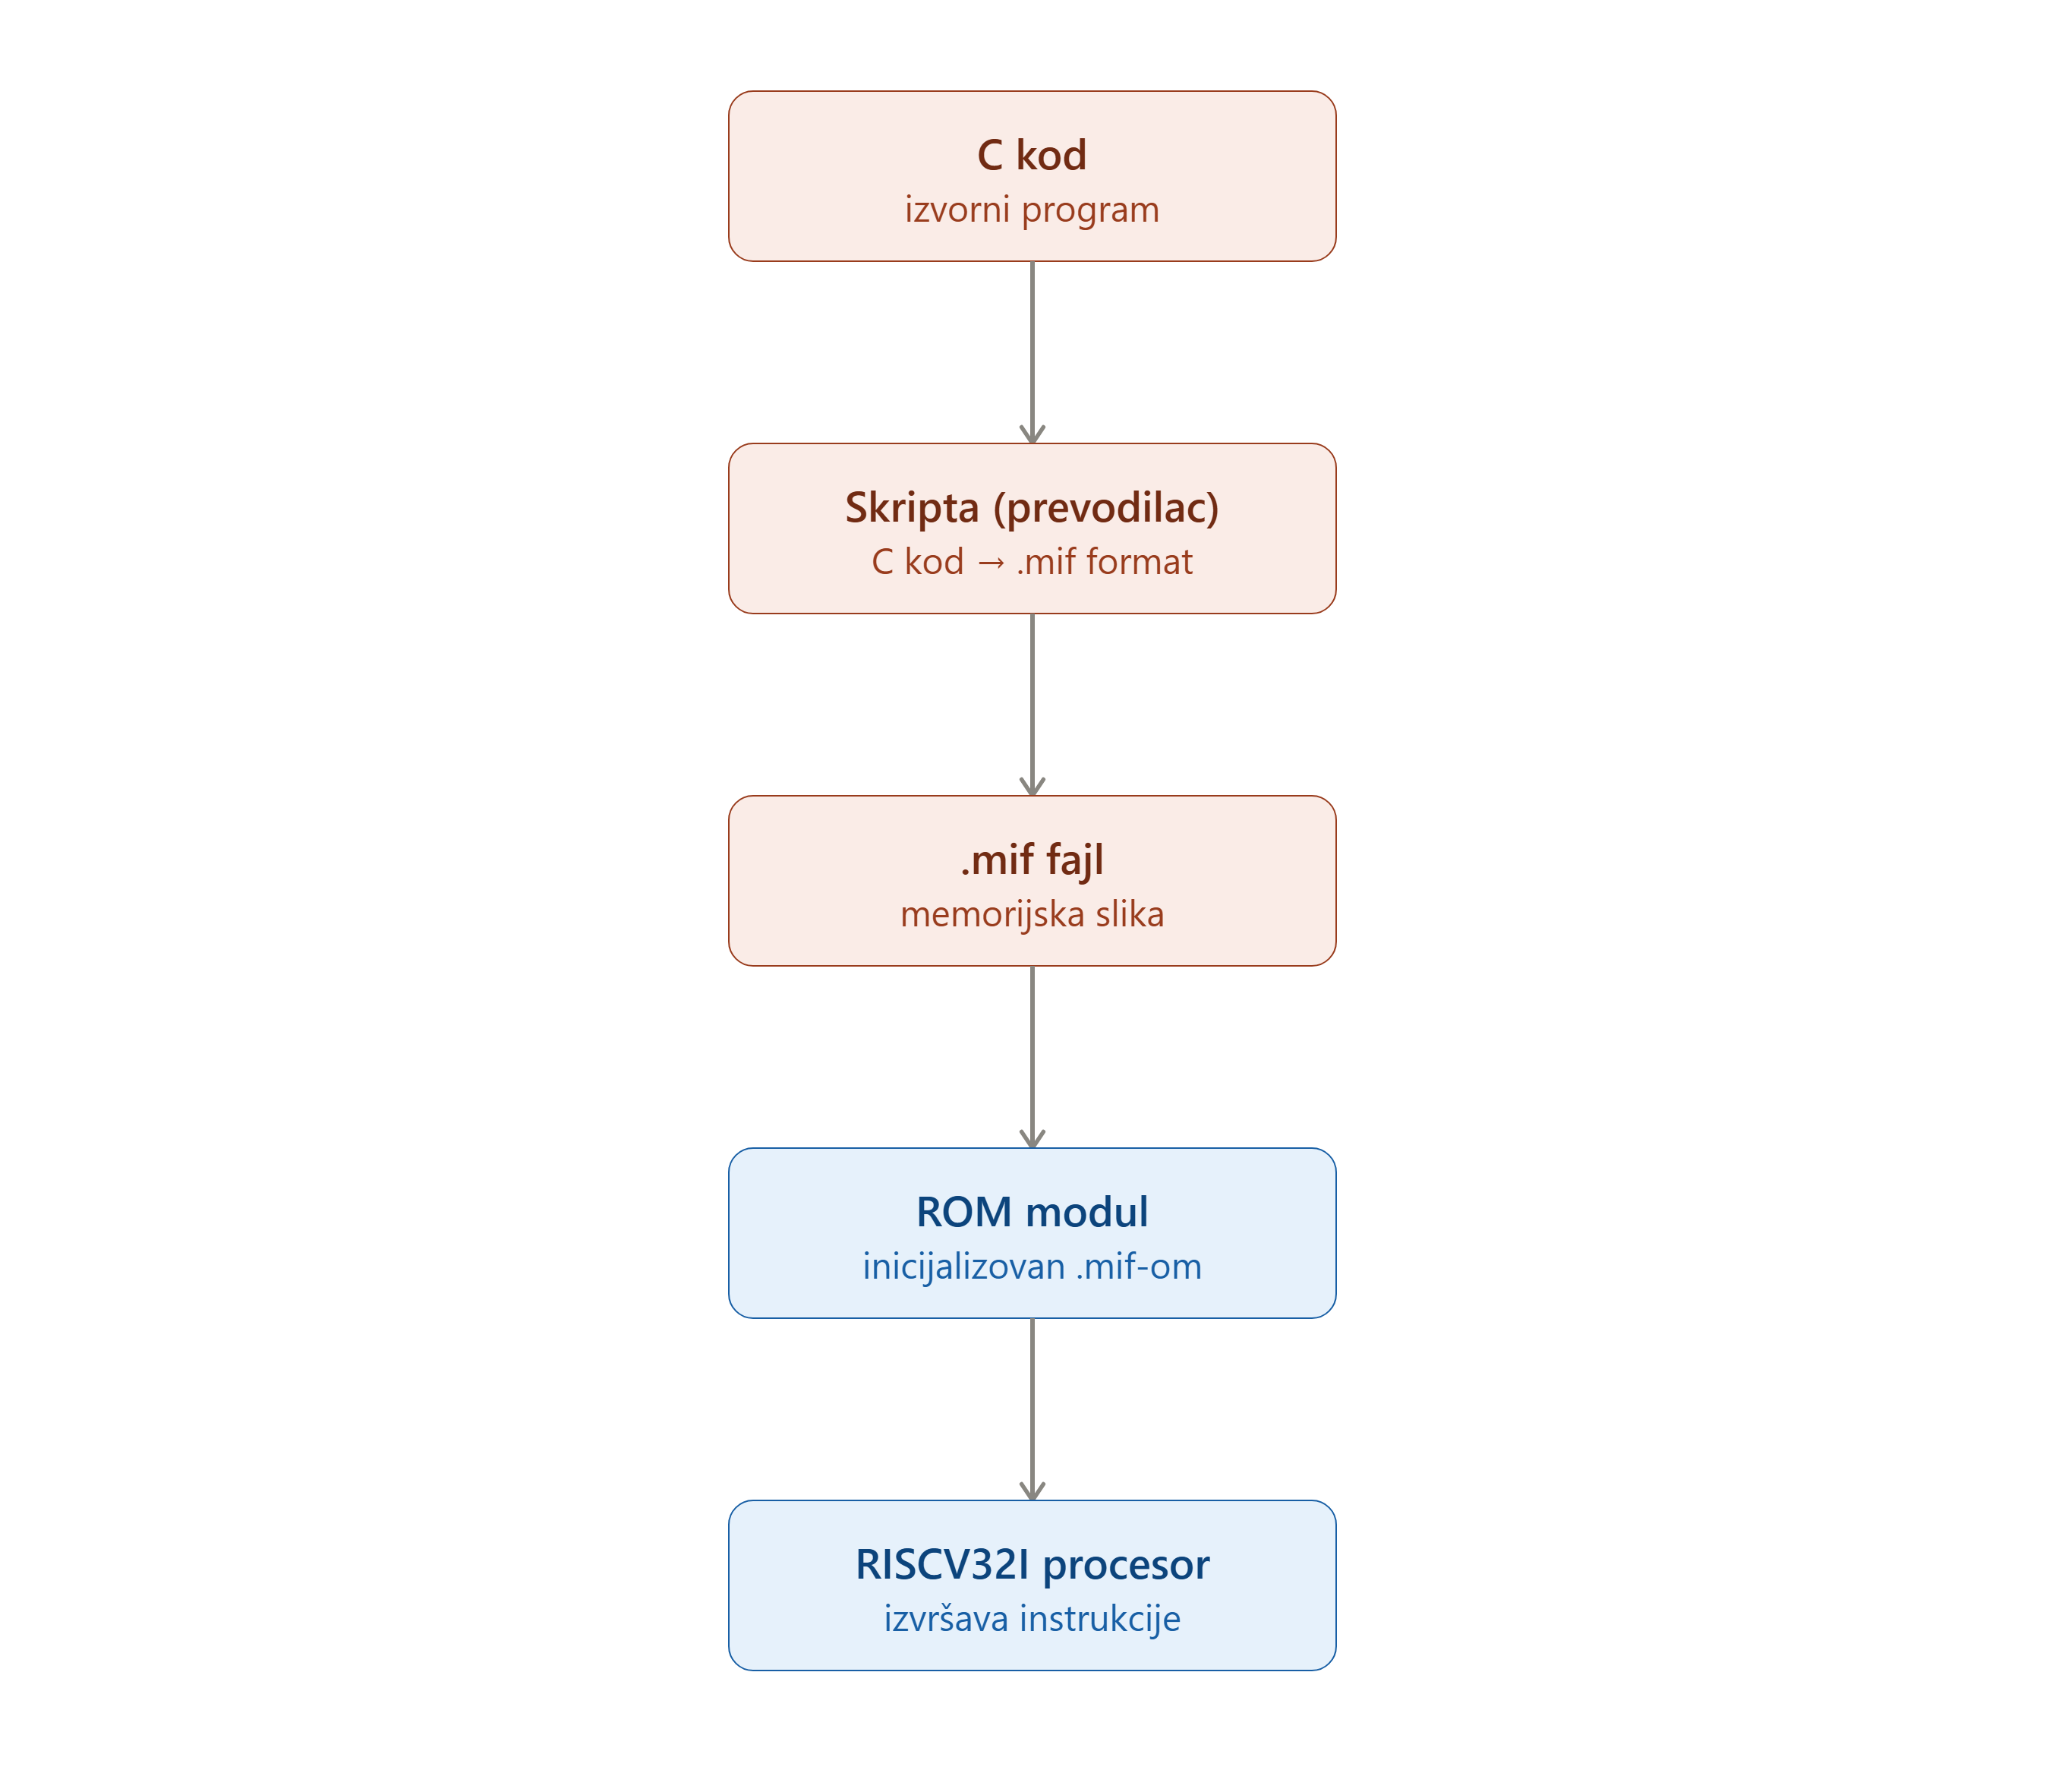 C kod
izvorni program
Skripta (prevodilac)
C kod → .mif format
.mif fajl
memorijska slika
ROM modul
inicijalizovan .mif-om
RISCV32I procesor
izvršava instrukcije